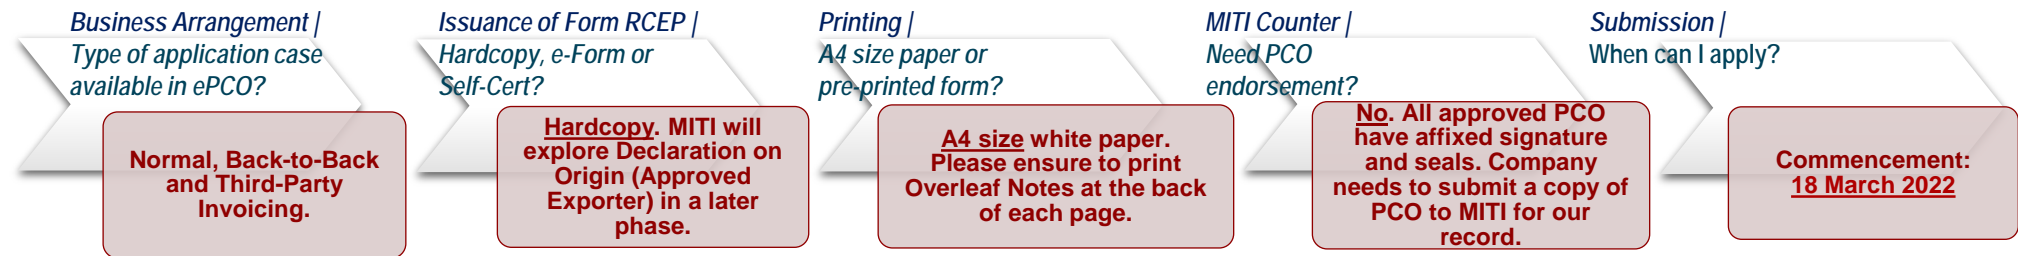 Business Arrangement |
Type of application case
available in ePCO?
Normal, Back-to-Back
and Third-Party
Invoicing.
Issuance of Form RCEP |
Hardcopy, e-Form or
Self-Cert?
Hardcopy. MITI will
explore Declaration on
Origin (Approved
Exporter) in a later
phase.
Printing |
A4 size paper or
pre-printed form?
A4 size white paper.
Please ensure to print
Overleaf Notes at the back
of each page.
MITI Counter |
Need PCO
endorsement?
No. All approved PCO
have affixed signature
and seals. Company
needs to submit a copy of
PCO to MITI for our
record.
Submission |
When can I apply?
Commencement:
18 March 2022